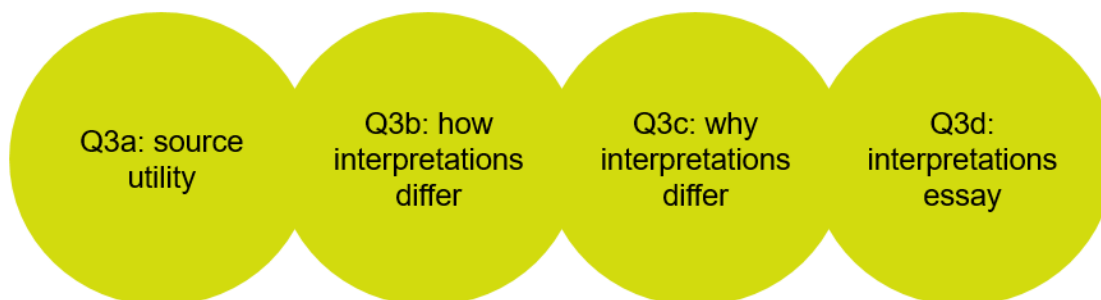 Q3a: source
utility
Q3b: how
interpretations
differ
Q3c: why
interpretations
differ
Q3d:
interpretations
essay